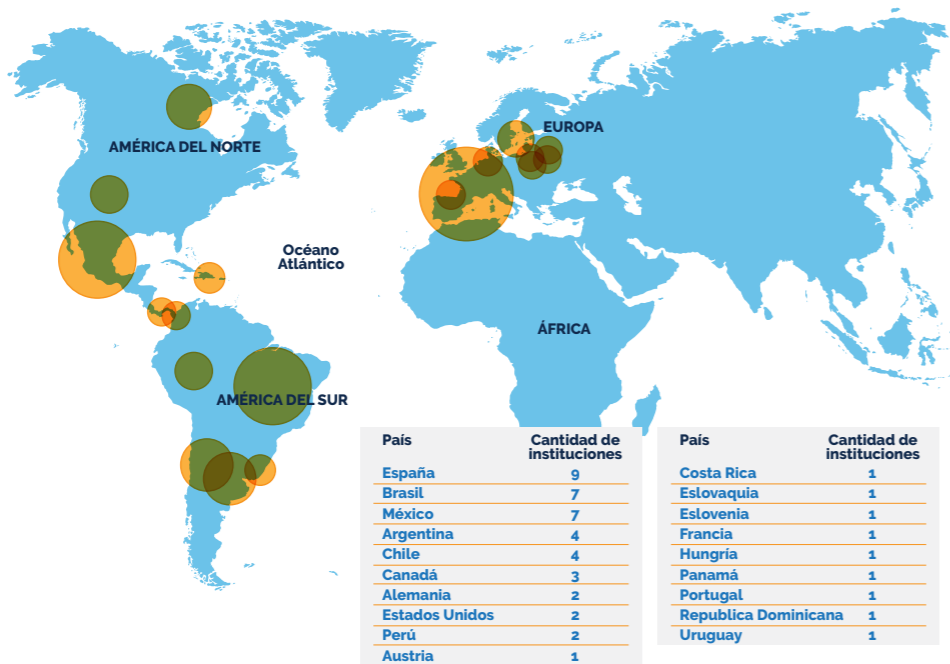 AMÉRICA DEL NORTE
EUROPA
Océano
Atlántico
ÁFRICA
AMÉRICA DEL SUR
País Cantidad de
instituciones
España 9
Brasil 7
México 7
Argentina 4
Chile 4
Canadá 3
Alemania 2
Estados Unidos 2
Perú 2
Austria 1
País Cantidad de
instituciones
Costa Rica 1
Eslovaquia 1
Eslovenia 1
Francia 1
Hungría 1
Panamá 1
Portugal 1
Republica Dominicana 1
Uruguay 1